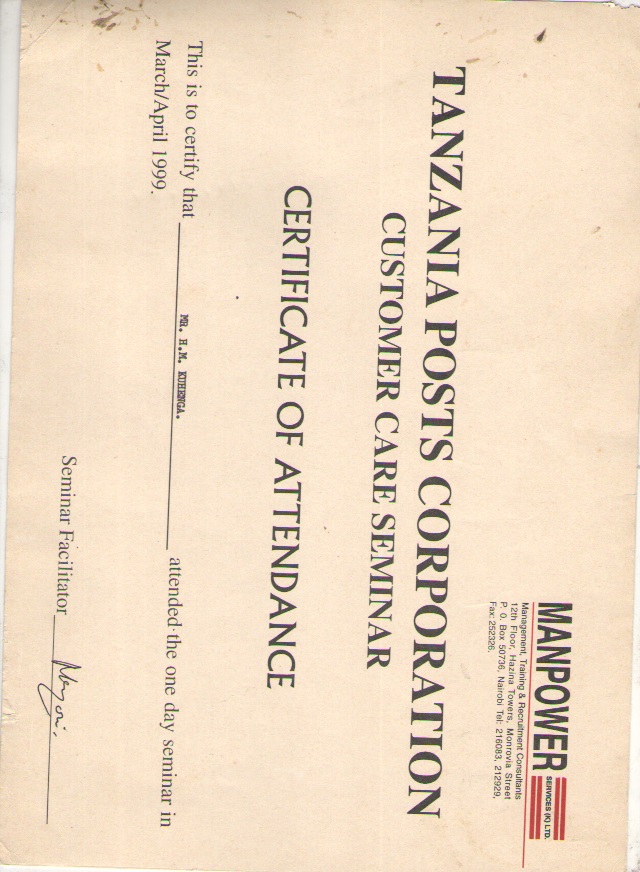 MANPOWER
SERVICES (K) LTD.
Management, Training & Recruitment Consultants
12th Floor, Hazina Towers, Monrovia Street
P. O. Box 50736, Nairobi Tel: 216083, 212929,
Fax: 252326.
TANZANIA POSTS CORPORATION
CUSTOMER CARE SEMINAR
CERTIFICATE OF ATTENDANCE
This is to certify that MR. H.M. KUHENGA. attended the one day seminar in
March/April 1999.
Seminar Facilitator